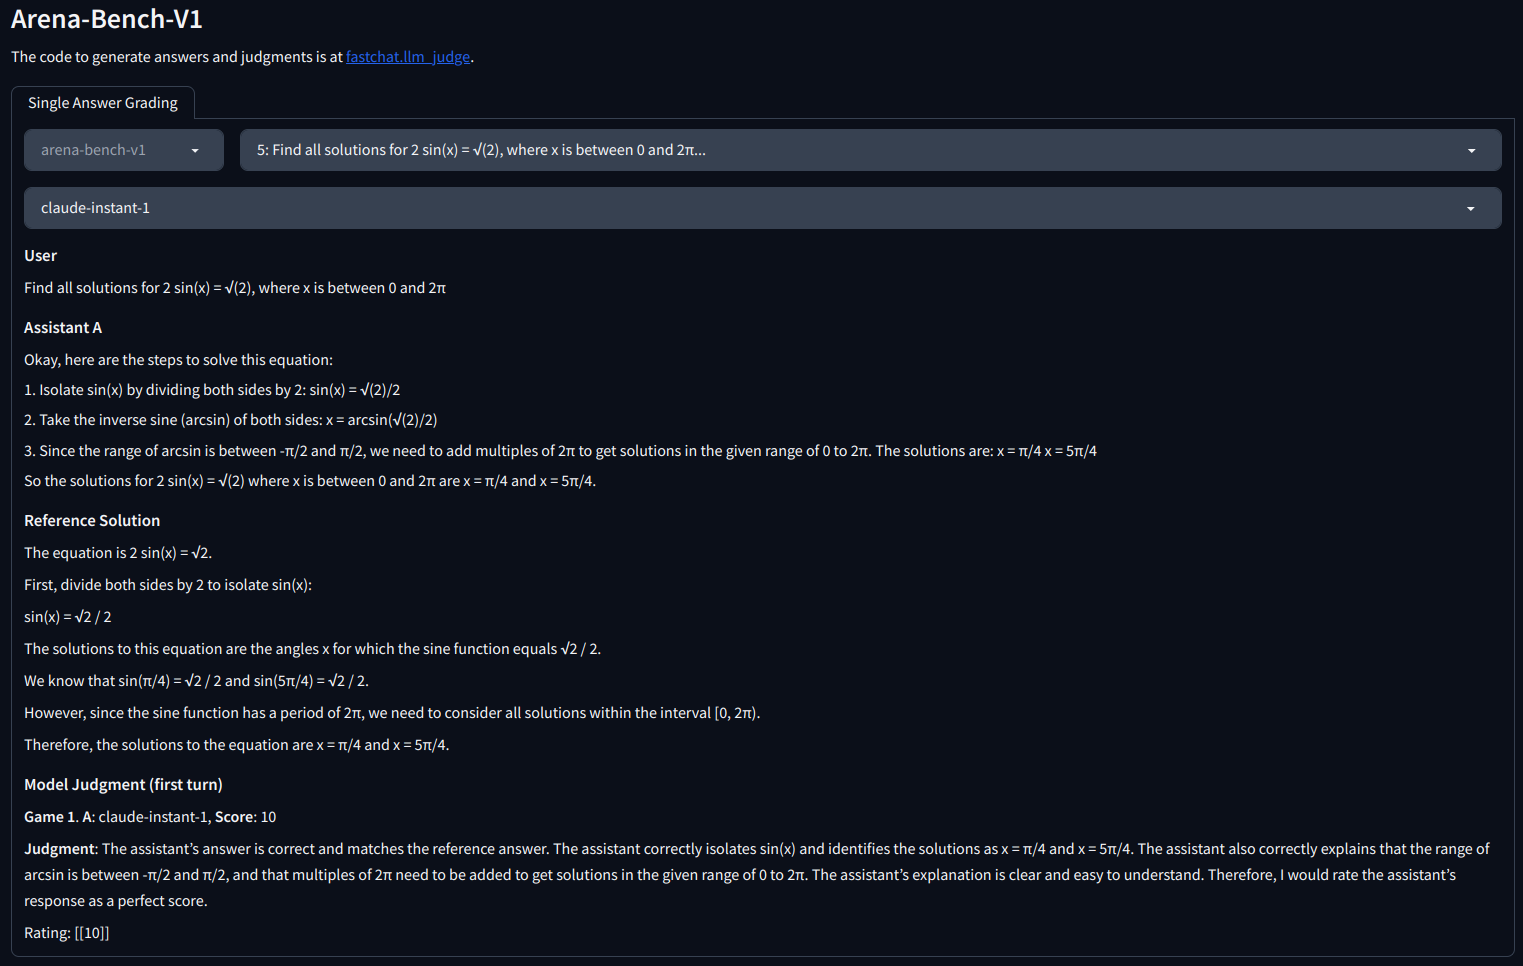 Arena-Bench-V1
The code to generate answers and judgments is at fastchat.llm_judge.
Single Answer Grading
arena-bench-v1
5: Find all solutions for 2 sin(x) = √(2), where x is between 0 and 2π...
claude-instant-1
User
Find all solutions for 2 sin(x) = √(2), where x is between 0 and 2π
Assistant A
Okay, here are the steps to solve this equation:
1. Isolate sin(x) by dividing both sides by 2: sin(x) = √(2)/2
2. Take the inverse sine (arcsin) of both sides: x = arcsin(√(2)/2)
3. Since the range of arcsin is between -π/2 and π/2, we need to add multiples of 2π to get solutions in the given range of 0 to 2π. The solutions are: x = π/4 x = 5π/4
So the solutions for 2 sin(x) = √(2) where x is between 0 and 2π are x = π/4 and x = 5π/4.
Reference Solution
The equation is 2 sin(x) = √2.
First, divide both sides by 2 to isolate sin(x):
sin(x) = √2 / 2
The solutions to this equation are the angles x for which the sine function equals √2 / 2.
We know that sin(π/4) = √2 / 2 and sin(5π/4) = √2 / 2.
However, since the sine function has a period of 2π, we need to consider all solutions within the interval [0, 2π).
Therefore, the solutions to the equation are x = π/4 and x = 5π/4.
Model Judgment (first turn)
Game 1. A: claude-instant-1, Score: 10
Judgment: The assistant's answer is correct and matches the reference answer. The assistant correctly isolates sin(x) and identifies the solutions as x = π/4 and x = 5π/4. The assistant also correctly explains that the range of
arcsin is between -π/2 and π/2, and that multiples of 2π need to be added to get solutions in the given range of 0 to 2π. The assistant's explanation is clear and easy to understand. Therefore, I would rate the assistant's
response as a perfect score.
Rating: [[10]]